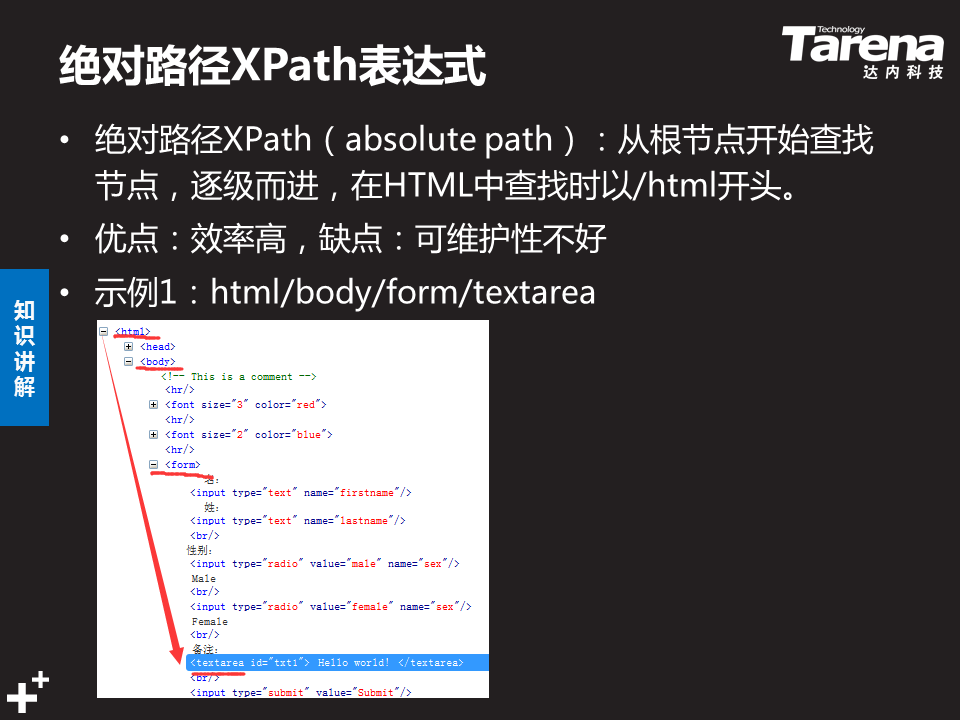 绝对路径XPath表达式
Technology
Tarena
达内科技
• 绝对路径XPath（absolute path）：从根节点开始查找
节点，逐级而进，在HTML中查找时以/html开头。
• 优点：效率高，缺点：可维护性不好
• 示例1：html/body/form/textarea
知识讲解
<html>
<head>
<body>
<!-- This is a comment -->
<hr/>
<font size="3" color="red">
<hr/>
<font size="2" color="blue">
<hr/>
<form>
名:
<input type="text" name="firstname"/>
姓:
<input type="text" name="lastname"/>
<br/>
性别:
<input type="radio" value="male" name="sex"/>
Male
<br/>
<input type="radio" value="female" name="sex"/>
Female
<br/>
备注:
<textarea id="txt1"> Hello world! </textarea>
<br/>
<input type="submit" value="Submit"/>